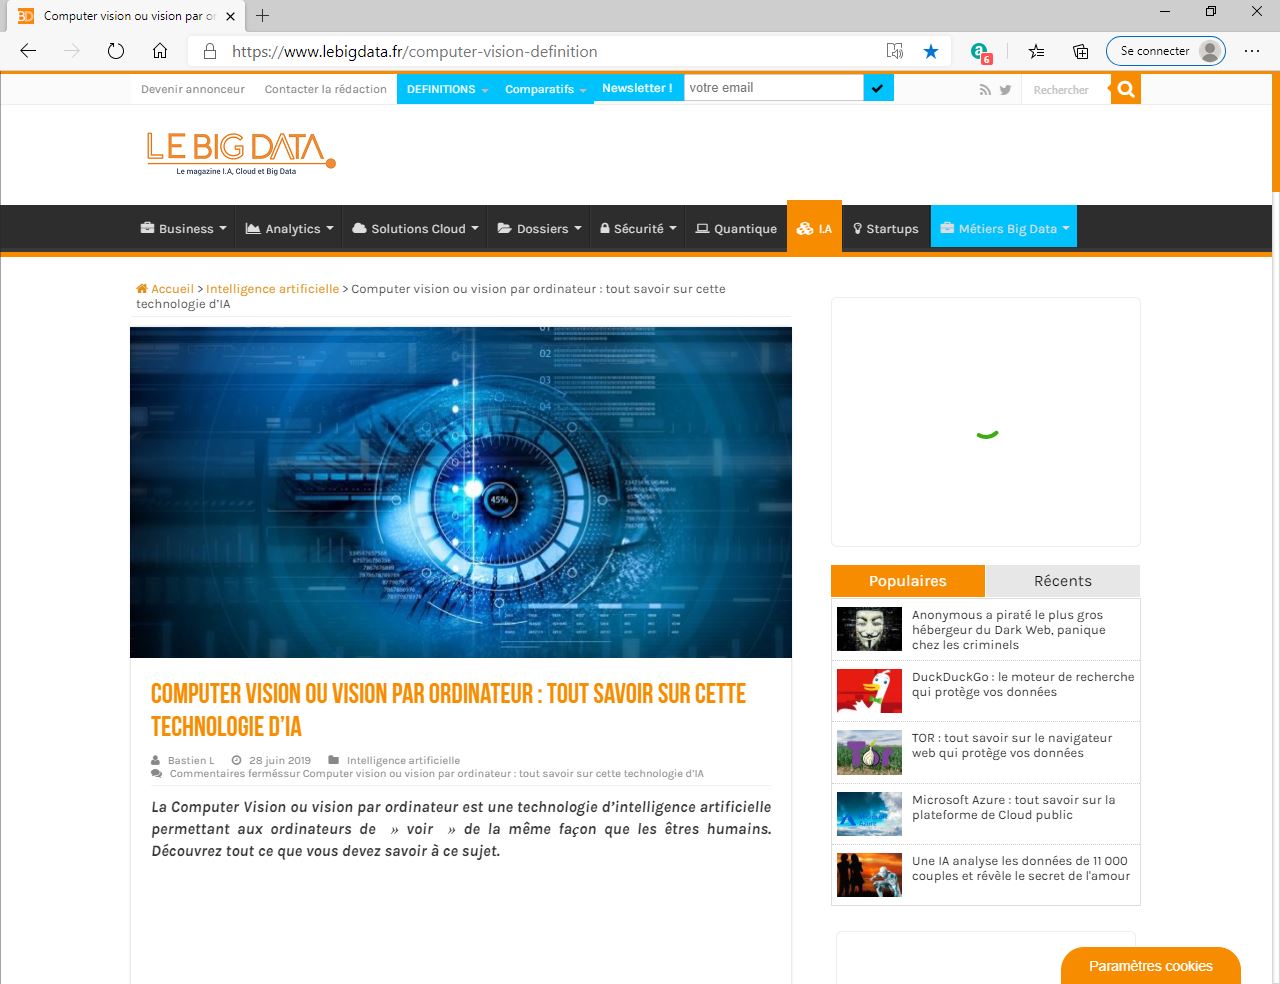 Computer vision ou vision par or
https://www.lebigdata.fr/computer-vision-definition
6
Se connecter
Devenir annonceur
Contacter la rédaction
DEFINITIONS
Comparatifs
Newsletter !
votre email
Rechercher
LE BIG DATA
Le magazine I.A, Cloud et Big Data
Business
Analytics
Solutions Cloud
Dossiers
Sécurité
Quantique
I.A
Startups
Métiers Big Data
Accueil > Intelligence artificielle > Computer vision ou vision par ordinateur : tout savoir sur cette
technologie d'IA
01
02
03
04
45%
COMPUTER VISION OU VISION PAR ORDINATEUR : TOUT SAVOIR SUR CETTE
TECHNOLOGIE D'IA
Bastien L
28 juin 2019
Intelligence artificielle
Commentaires ferméssur Computer vision ou vision par ordinateur : tout savoir sur cette technologie d'IA
La Computer Vision ou vision par ordinateur est une technologie d'intelligence artificielle
permettant aux ordinateurs de » voir » de la même façon que les êtres humains.
Découvrez tout ce que vous devez savoir à ce sujet.
Populaires
Récents
Anonymous a piraté le plus gros
hébergeur du Dark Web, panique
chez les criminels
DuckDuckGo : le moteur de recherche
qui protège vos données
Tor
TOR : tout savoir sur le navigateur
web qui protège vos données
Microsoft Azure : tout savoir sur la
plateforme de Cloud public
Une IA analyse les données de 11 000
couples et révèle le secret de l'amour
Paramètres cookies